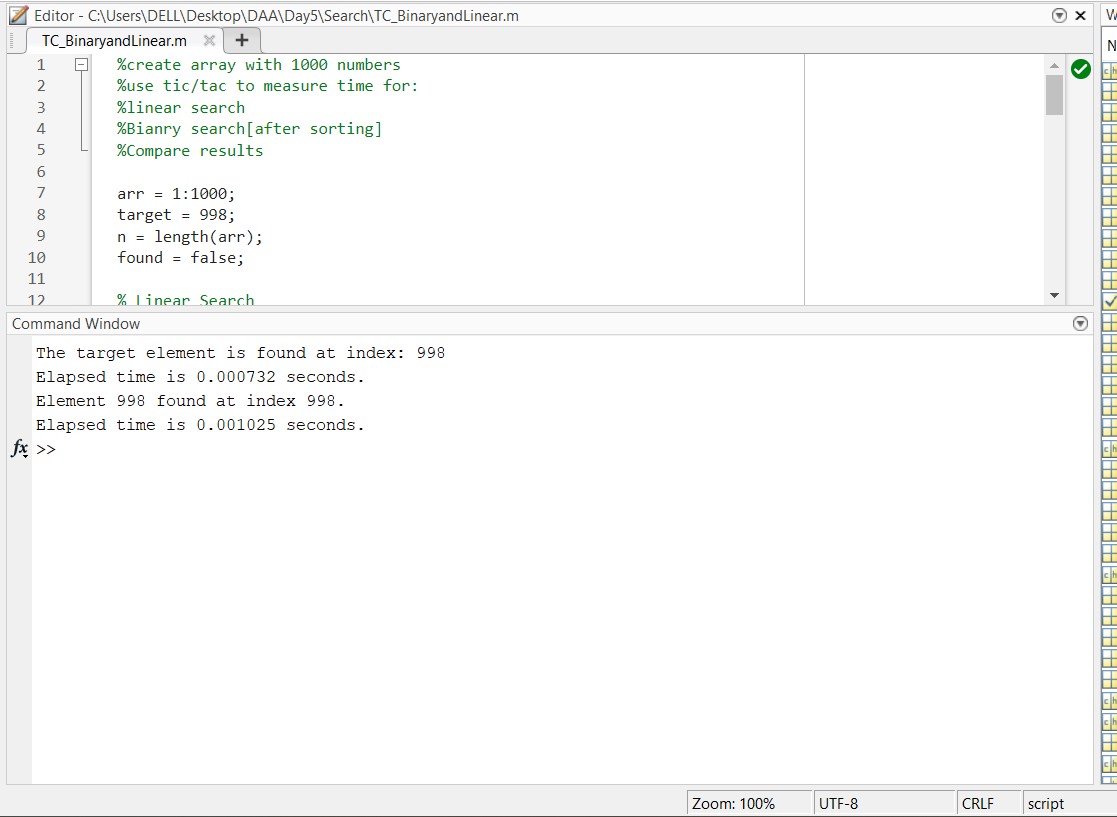 Editor - C:\Users\DELL\Desktop\DAA\Day5\Search\TC_BinaryandLinear.m
TC_BinaryandLinear.m
1 %create array with 1000 numbers
2 %use tic/tac to measure time for:
3 %linear search
4 %Bianry search[after sorting]
5 %Compare results
6
7 arr = 1:1000;
8 target = 998;
9 n = length(arr);
10 found = false;
11
12 % Linear Search
Command Window
The target element is found at index: 998
Elapsed time is 0.000732 seconds.
Element 998 found at index 998.
Elapsed time is 0.001025 seconds.
fx >>
Zoom: 100% UTF-8 CRLF script